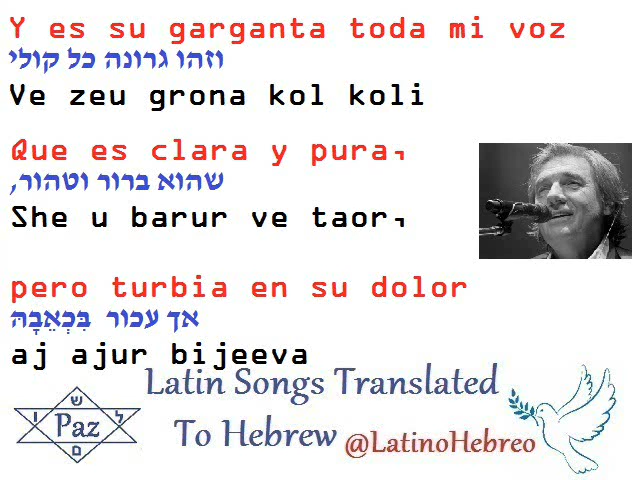 Y es su garganta toda mi voz
וזהו גרונה כל קולי
Ve zeu grona kol koli
Que es clara y pura,
שהוא ברור וטהור,
She u barur ve taor,
pero turbia en su dolor
אך עכור בִּכְאֵבָהּ
aj ajur bijeeva
Latin Songs Translated
To Hebrew @LatinoHebreo
ש
ו Paz ל
ם